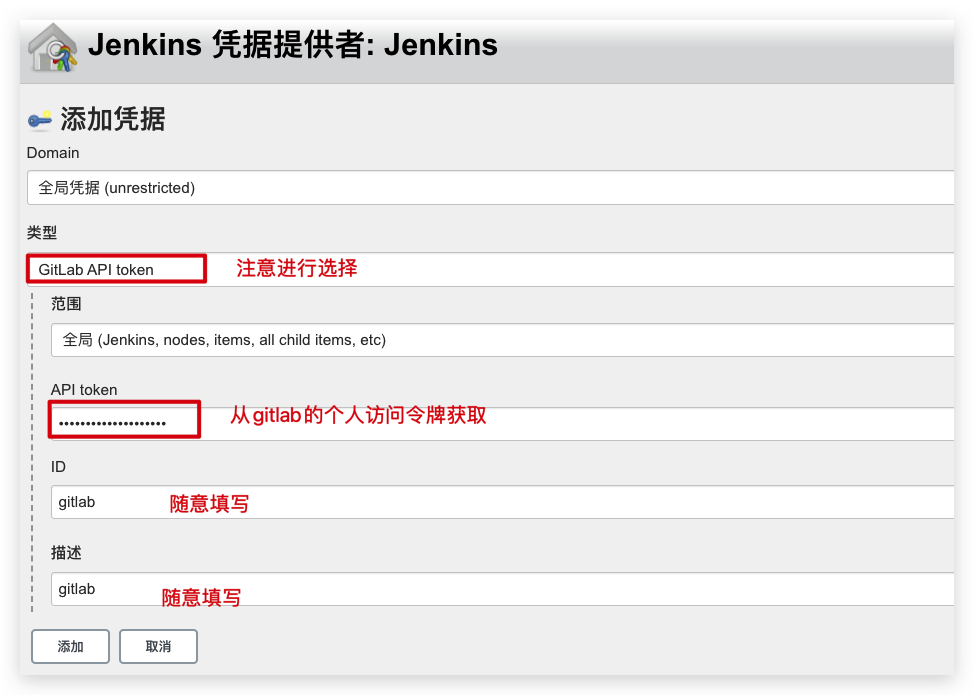 Jenkins 凭据提供者: Jenkins
添加凭据
Domain
全局凭据 (unrestricted)
类型
GitLab API token 注意进行选择
范围
全局 (Jenkins, nodes, items, all child items, etc)
API token
•••••••••••••••••••• 从gitlab的个人访问令牌获取
ID
gitlab 随意填写
描述
gitlab 随意填写
添加 取消